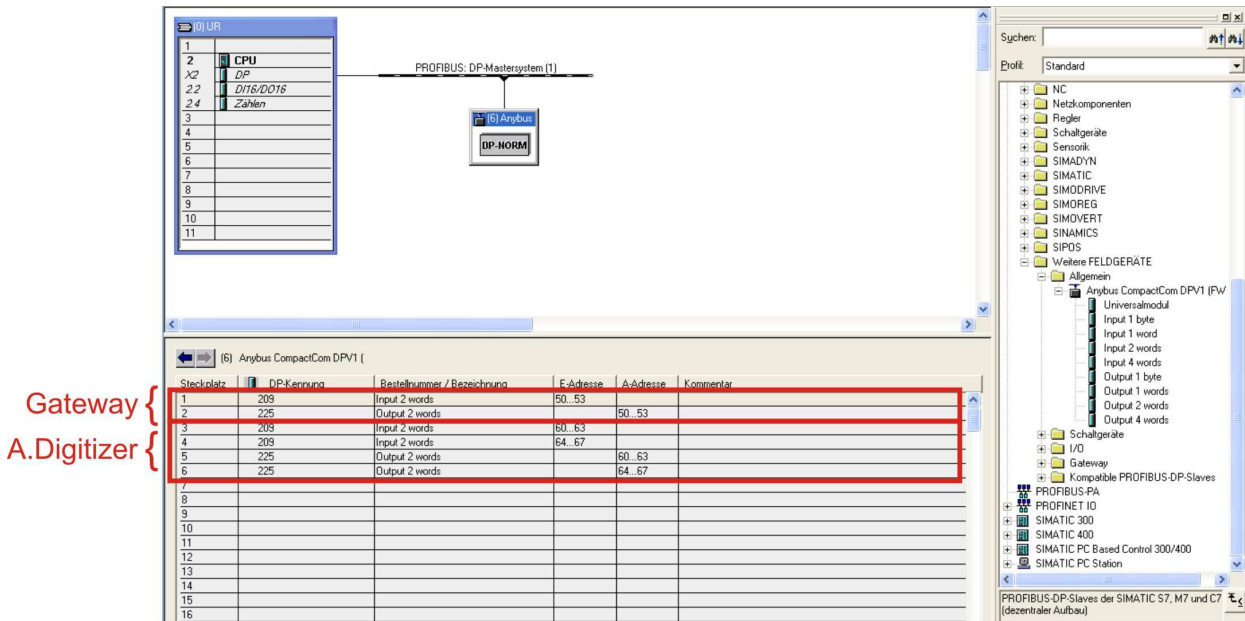 (0) UR
1
2 CPU
X2 DP
2.2 DI16/DO16
2.4 Zählen
3
4
5
6
7
8
9
10
11
PROFIBUS: DP-Mastersystem (1)
(6) Anybus
DP-NORM
(6) Anybus CompactCom DPV1 (
Steckplatz DP-Kennung Bestellnummer / Bezeichnung E-Adresse A-Adresse Kommentar
Gateway {
1 209 Input 2 words 50...53
2 225 Output 2 words 50...53
A.Digitizer {
3 209 Input 2 words 60...63
4 209 Input 2 words 64...67
5 225 Output 2 words 60...63
6 225 Output 2 words 64...67
7
8
9
10
11
12
13
14
15
16
Suchen:
Profil: Standard
NC
Netzkomponenten
Regler
Schaltgeräte
Sensorik
SIMADYN
SIMATIC
SIMODRIVE
SIMOREG
SIMOVERT
SINAMICS
SIPOS
Weitere FELDGERÄTE
Allgemein
Anybus CompactCom DPV1 (FW
Universalmodul
Input 1 byte
Input 1 word
Input 2 words
Input 4 words
Output 1 byte
Output 1 words
Output 2 words
Output 4 words
Schaltgeräte
I/O
Gateway
Kompatible PROFIBUS-DP-Slaves
PROFIBUS-PA
PROFINET IO
SIMATIC 300
SIMATIC 400
SIMATIC PC Based Control 300/400
SIMATIC PC Station
PROFIBUS-DP-Slaves der SIMATIC S7, M7 und C7
(dezentraler Aufbau)